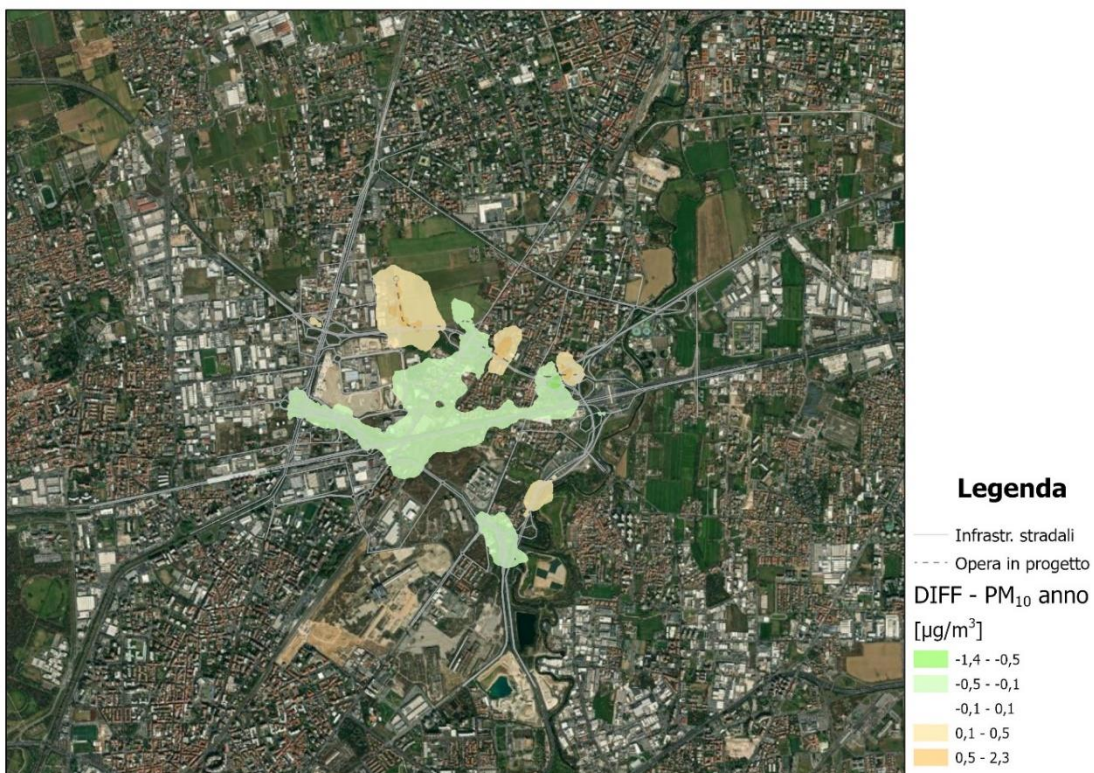 Legenda
Infrastr. stradali
Opera in progetto
DIFF - PM₁₀ anno
[µg/m³]
-1,4 - -0,5
-0,5 - -0,1
-0,1 - 0,1
0,1 - 0,5
0,5 - 2,3